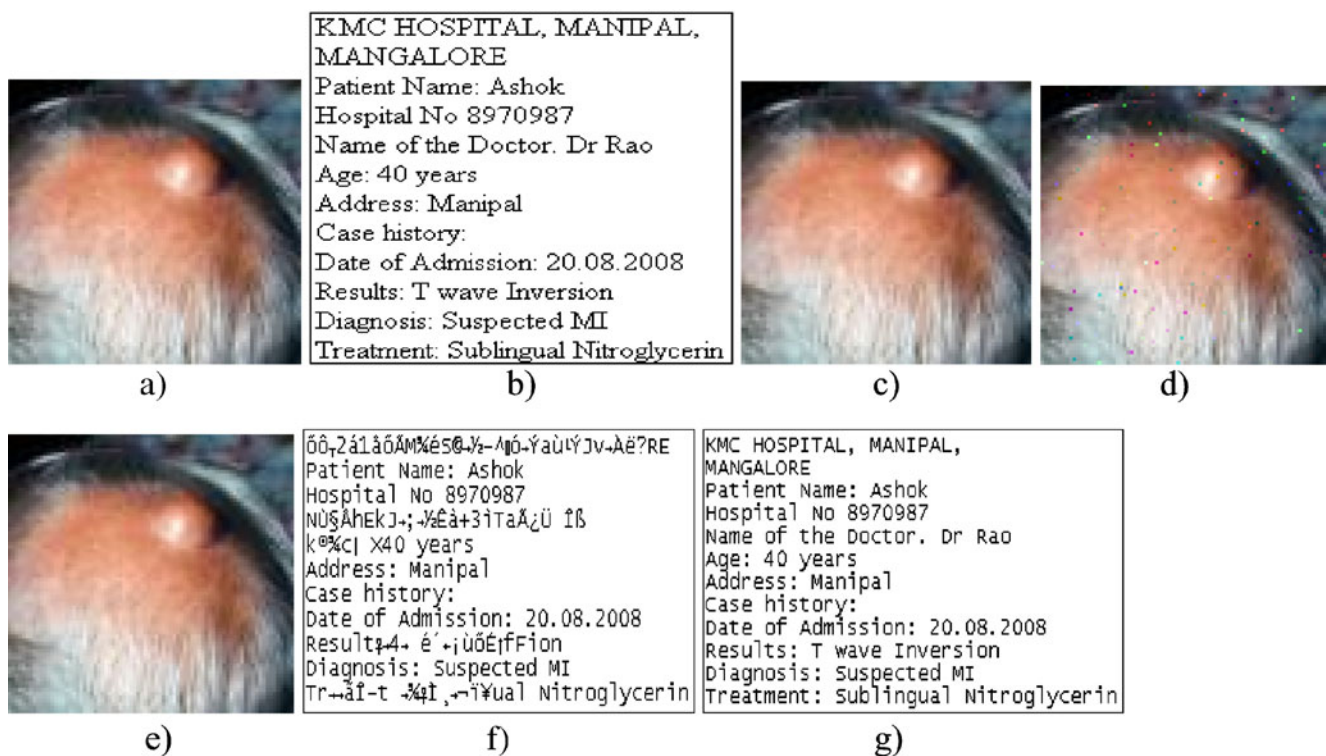 KMC HOSPITAL, MANIPAL,
MANGALORE
Patient Name: Ashok
Hospital No 8970987
Name of the Doctor. Dr Rao
Age: 40 years
Address: Manipal
Case history:
Date of Admission: 20.08.2008
Results: T wave Inversion
Diagnosis: Suspected MI
Treatment: Sublingual Nitroglycerin
a)
b)
c)
d)
Patient Name: Ashok
Hospital No 8970987
40 years
Address: Manipal
Case history:
Date of Admission: 20.08.2008
Diagnosis: Suspected MI
Nitroglycerin
KMC HOSPITAL, MANIPAL,
MANGALORE
Patient Name: Ashok
Hospital No 8970987
Name of the Doctor. Dr Rao
Age: 40 years
Address: Manipal
Case history:
Date of Admission: 20.08.2008
Results: T wave Inversion
Diagnosis: Suspected MI
Treatment: Sublingual Nitroglycerin
e)
f)
g)